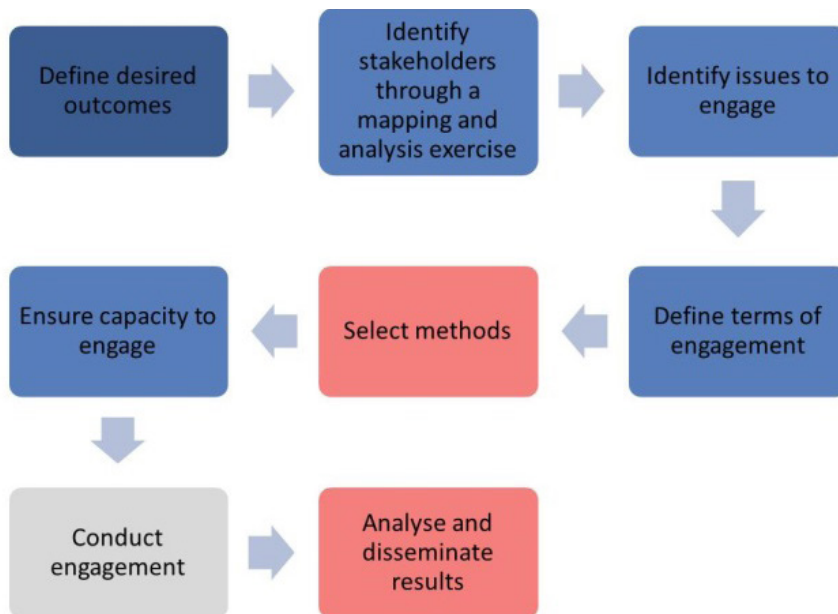 Define desired
outcomes
Identify
stakeholders
through a
mapping and
analysis exercise
Identify issues to
engage
Ensure capacity to
engage
Select methods
Define terms of
engagement
Conduct
engagement
Analyse and
disseminate
results